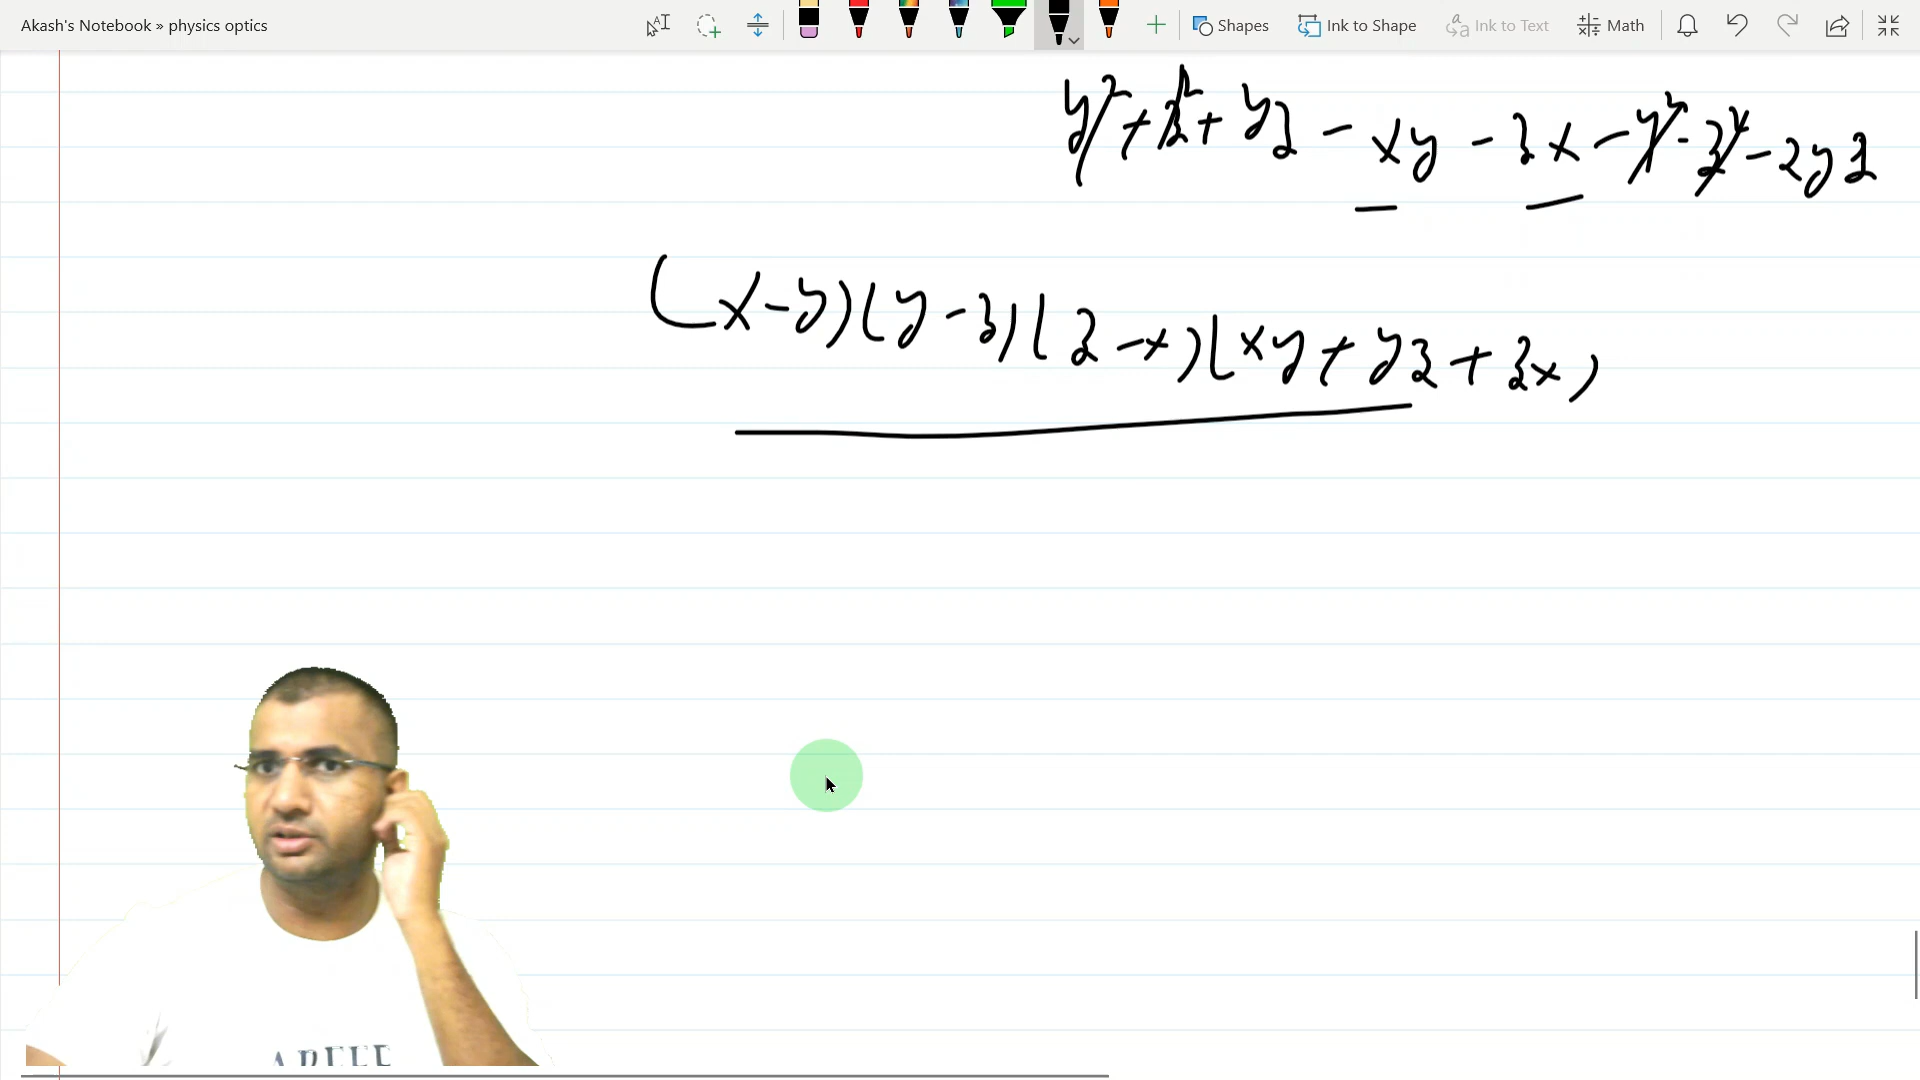 Akash's Notebook » physics optics
Shapes
Ink to Shape
Ink to Text
Math
y² + z² + yz - xy - zx - y² - z² - 2yz
(x-y)(y-z)(z-x)(xy + yz + zx)